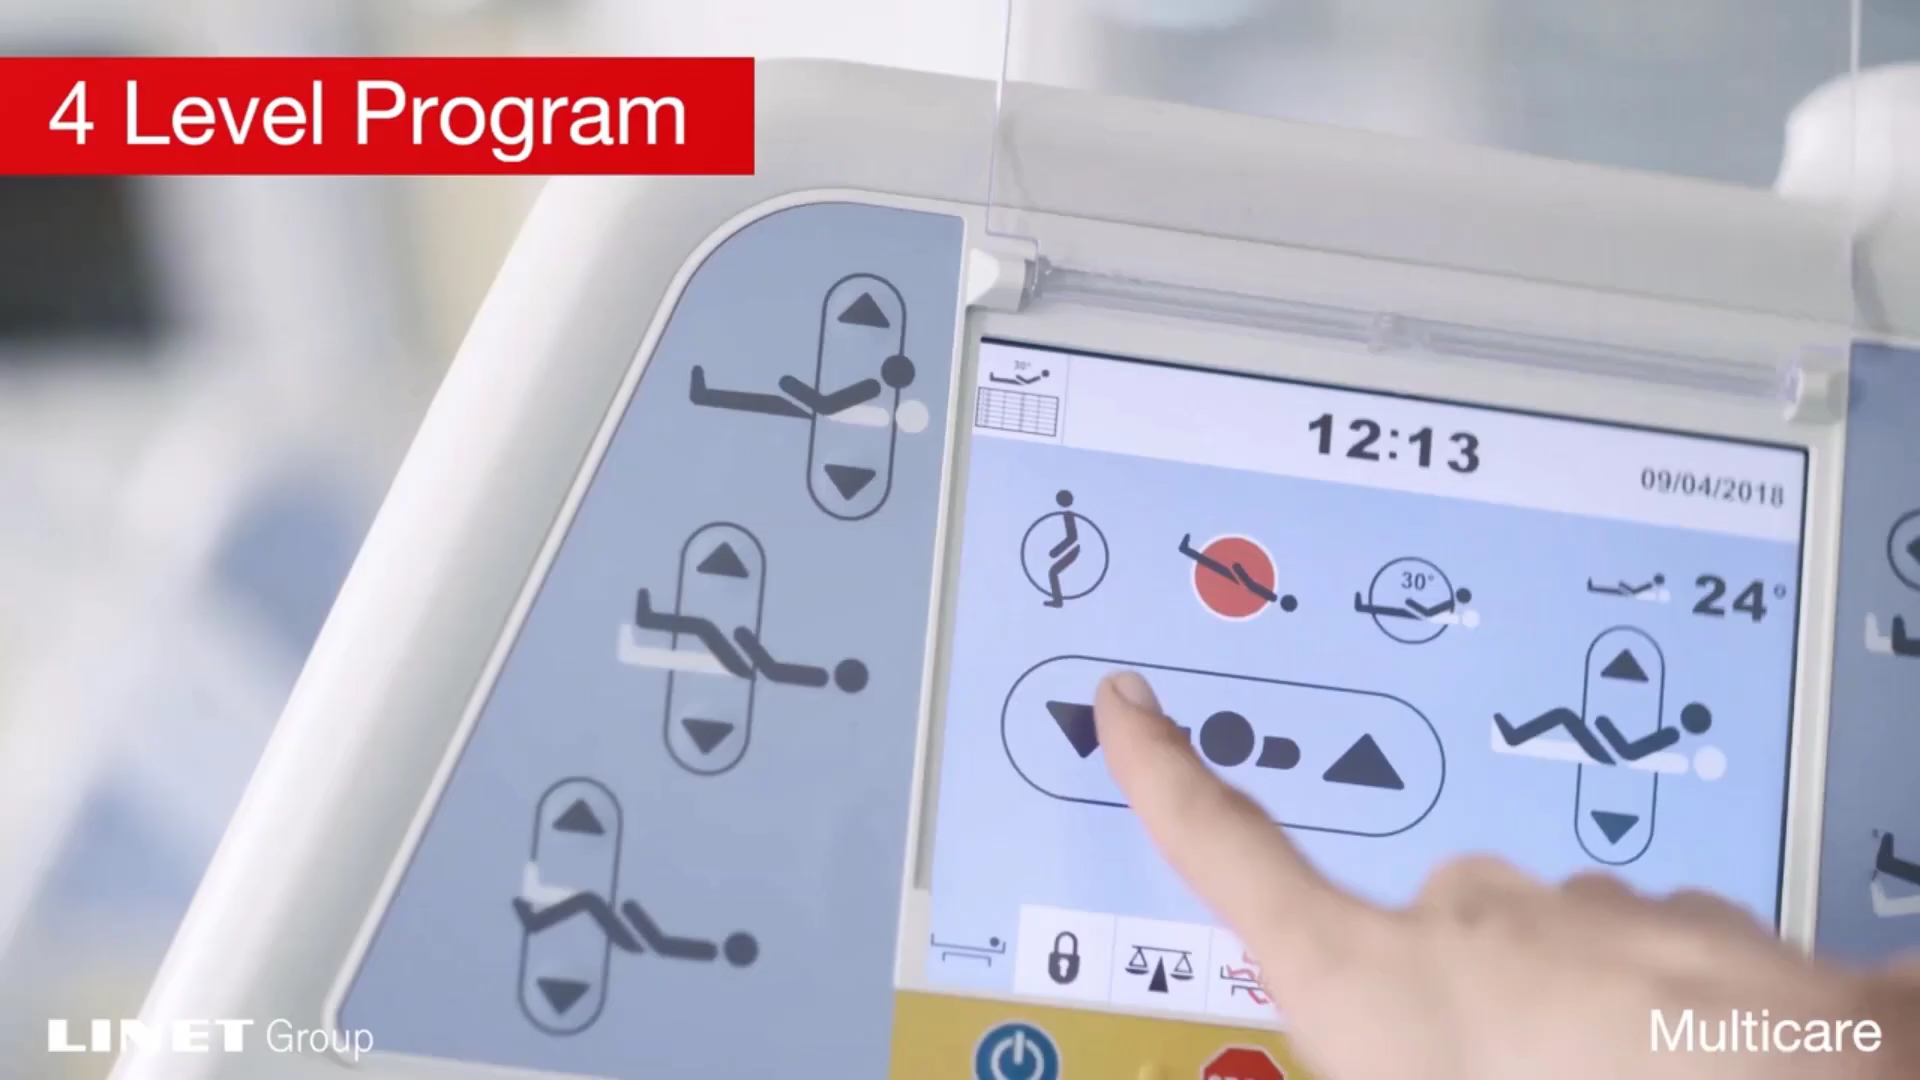 4 Level Program
30°
12:13
09/04/2018
30°
24°
LINET Group
Multicare